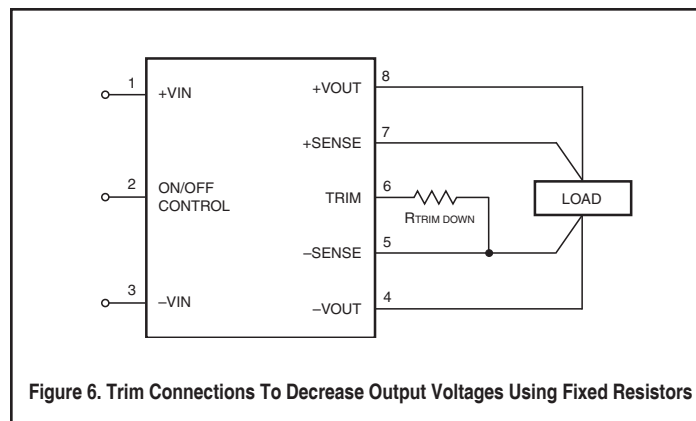 1
+VIN
2
ON/OFF
CONTROL
3
–VIN
8
+VOUT
7
+SENSE
6
TRIM
RTRIM DOWN
5
–SENSE
4
–VOUT
LOAD
Figure 6. Trim Connections To Decrease Output Voltages Using Fixed Resistors